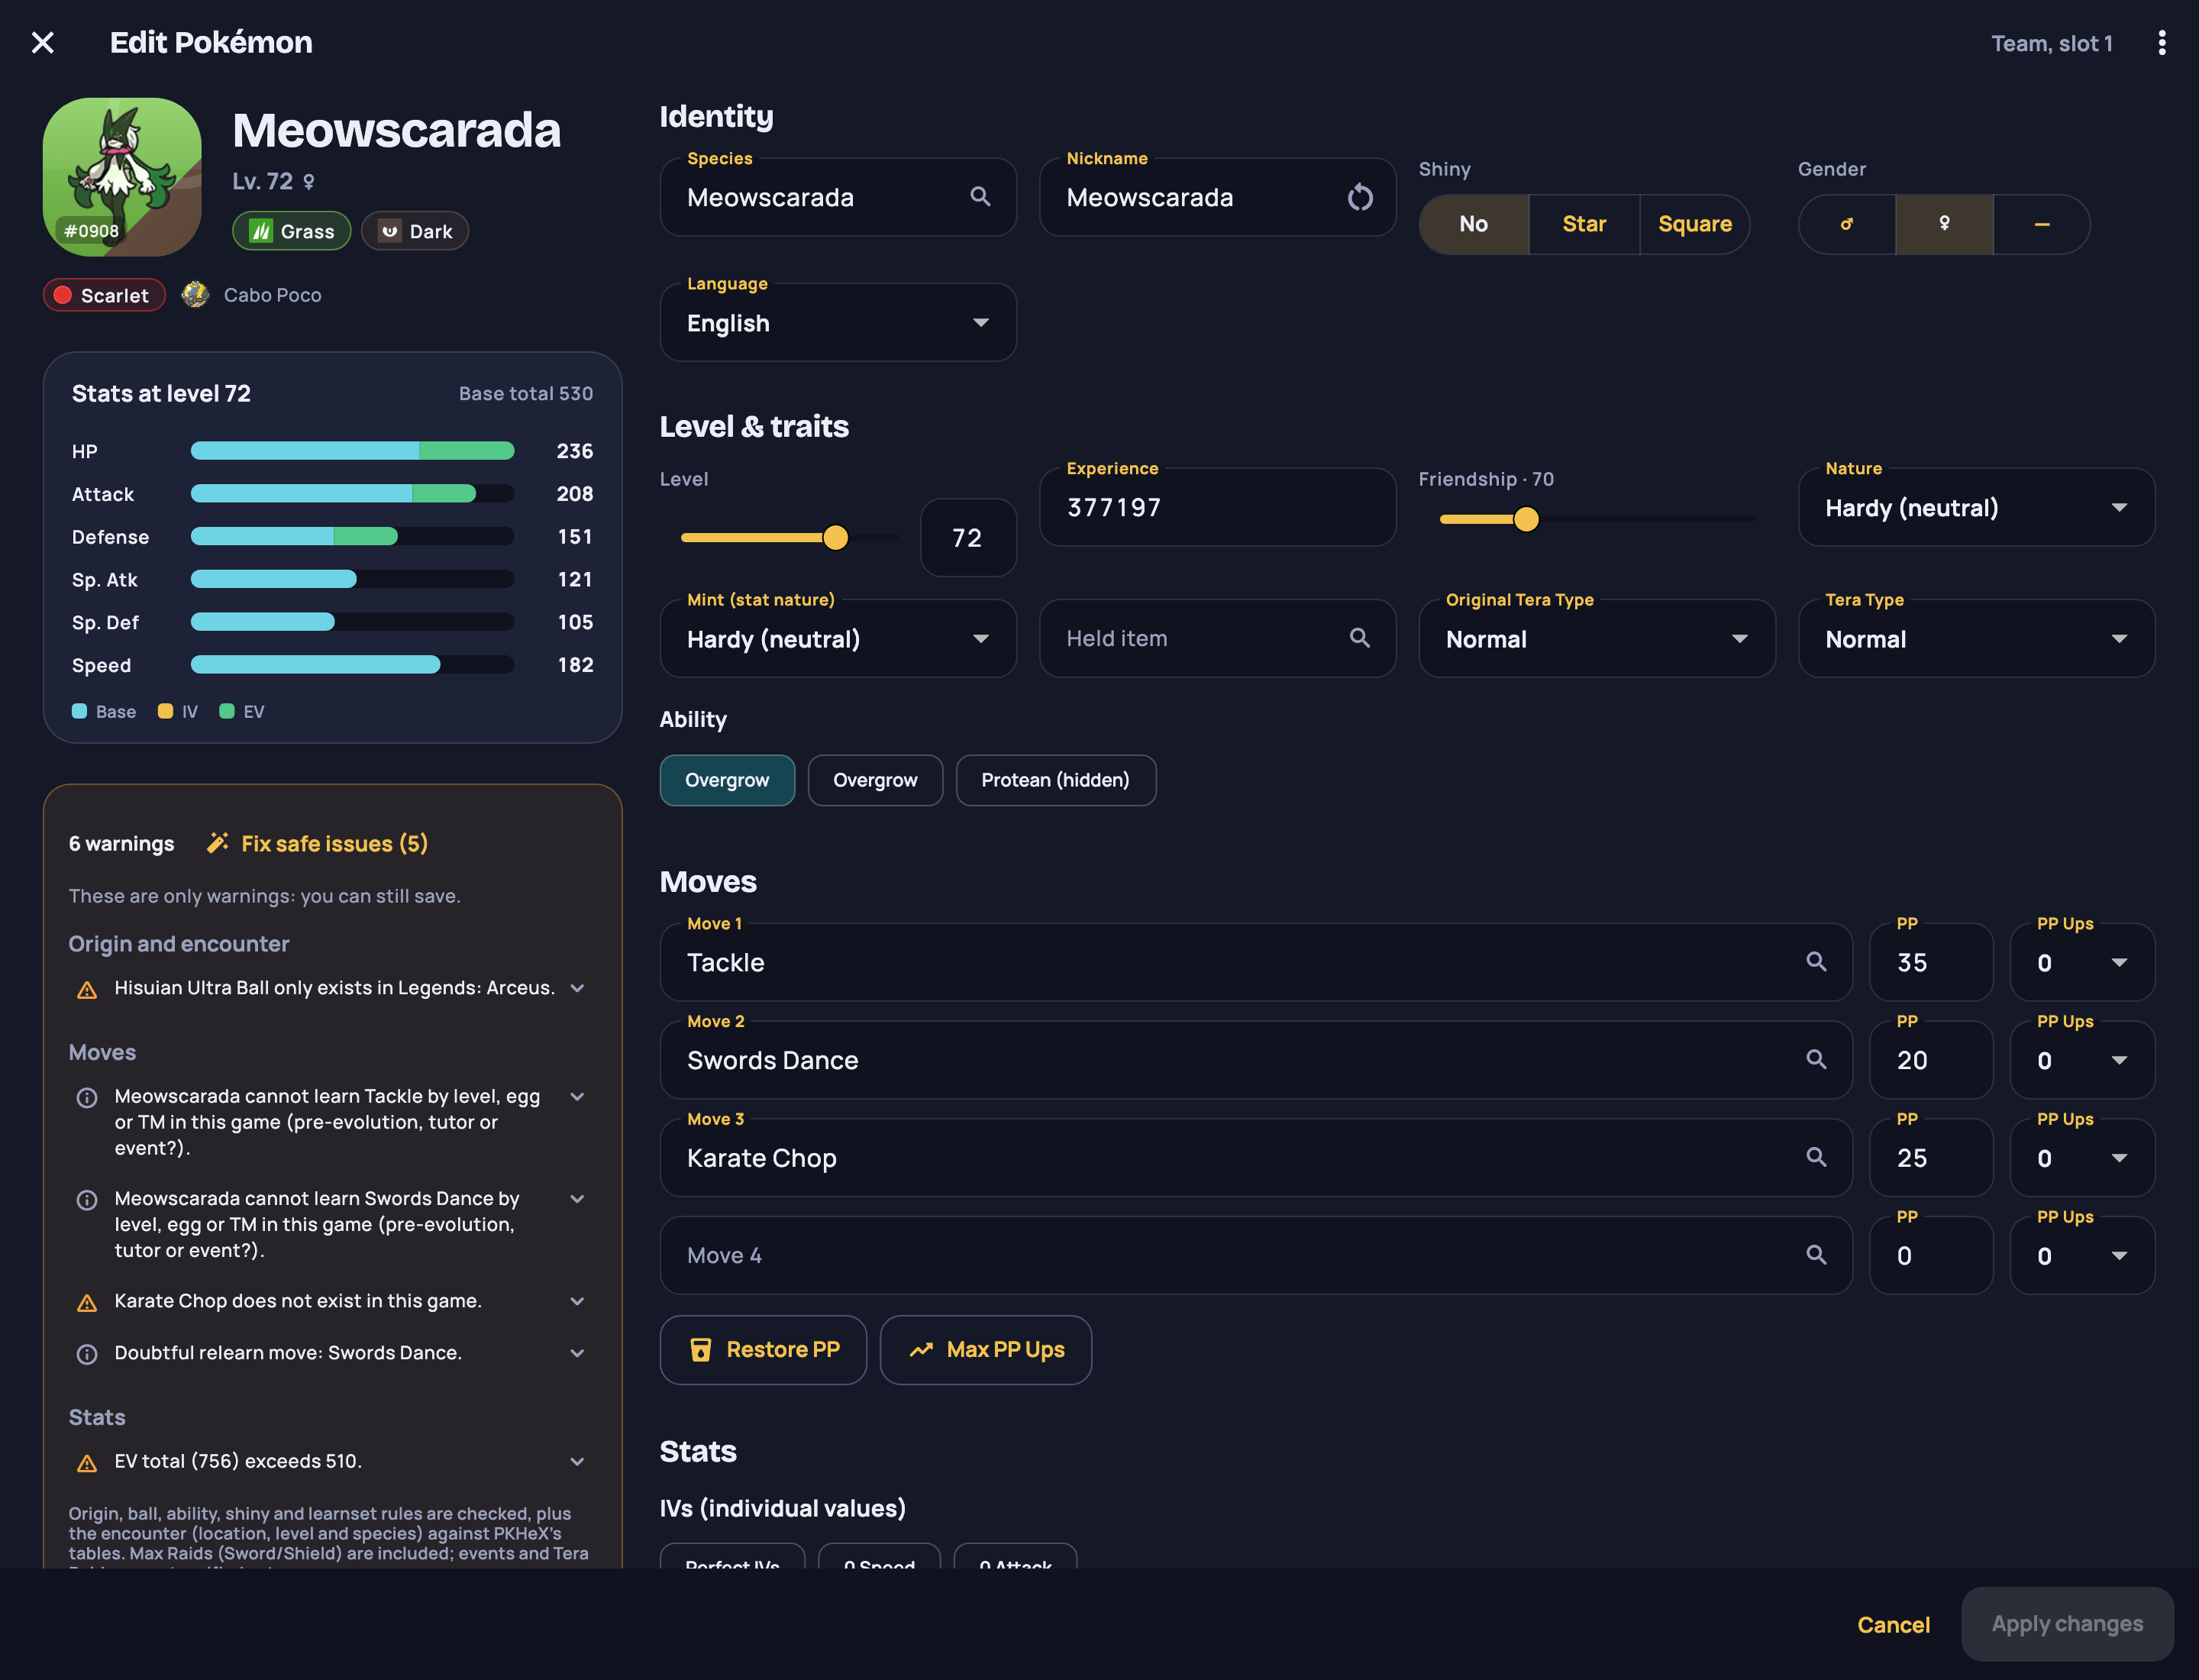 Edit Pokémon
Team, slot 1
Meowscarada
Lv. 72 ♀
#0908
Grass
Dark
Scarlet
Cabo Poco
Stats at level 72
Base total 530
HP 236
Attack 208
Defense 151
Sp. Atk 121
Sp. Def 105
Speed 182
Base IV EV
6 warnings
Fix safe issues (5)
These are only warnings: you can still save.
Origin and encounter
Hisuian Ultra Ball only exists in Legends: Arceus.
Moves
Meowscarada cannot learn Tackle by level, egg
or TM in this game (pre-evolution, tutor or
event?).
Meowscarada cannot learn Swords Dance by
level, egg or TM in this game (pre-evolution,
tutor or event?).
Karate Chop does not exist in this game.
Doubtful relearn move: Swords Dance.
Stats
EV total (756) exceeds 510.
Origin, ball, ability, shiny and learnset rules are checked, plus
the encounter (location, level and species) against PKHeX's
tables. Max Raids (Sword/Shield) are included; events and Tera
Identity
Species
Meowscarada
Nickname
Meowscarada
Shiny
No Star Square
Gender
♂ ♀ —
Language
English
Level & traits
Level
72
Experience
377197
Friendship · 70
Nature
Hardy (neutral)
Mint (stat nature)
Hardy (neutral)
Held item
Original Tera Type
Normal
Tera Type
Normal
Ability
Overgrow
Overgrow
Protean (hidden)
Moves
Move 1
Tackle
PP
35
PP Ups
0
Move 2
Swords Dance
PP
20
PP Ups
0
Move 3
Karate Chop
PP
25
PP Ups
0
Move 4
PP
0
PP Ups
0
Restore PP
Max PP Ups
Stats
IVs (individual values)
Perfect IVs
0 Speed
0 Attack
Cancel
Apply changes